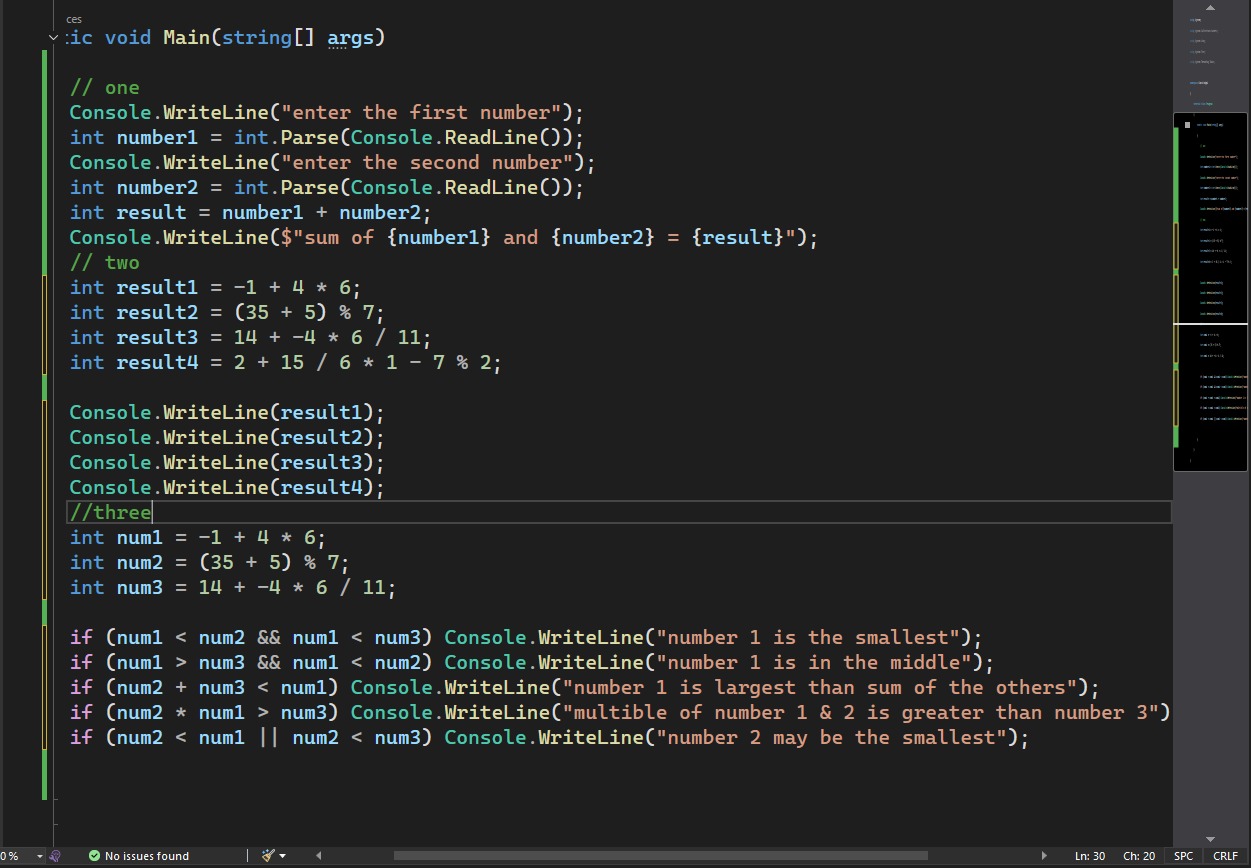 ces
:ic void Main(string[] args)
// one
Console.WriteLine("enter the first number");
int number1 = int.Parse(Console.ReadLine());
Console.WriteLine("enter the second number");
int number2 = int.Parse(Console.ReadLine());
int result = number1 + number2;
Console.WriteLine($"sum of {number1} and {number2} = {result}");
// two
int result1 = -1 + 4 * 6;
int result2 = (35 + 5) % 7;
int result3 = 14 + -4 * 6 / 11;
int result4 = 2 + 15 / 6 * 1 - 7 % 2;
Console.WriteLine(result1);
Console.WriteLine(result2);
Console.WriteLine(result3);
Console.WriteLine(result4);
//three
int num1 = -1 + 4 * 6;
int num2 = (35 + 5) % 7;
int num3 = 14 + -4 * 6 / 11;
if (num1 < num2 && num1 < num3) Console.WriteLine("number 1 is the smallest");
if (num1 > num3 && num1 < num2) Console.WriteLine("number 1 is in the middle");
if (num2 + num3 < num1) Console.WriteLine("number 1 is largest than sum of the others");
if (num2 * num1 > num3) Console.WriteLine("multible of number 1 & 2 is greater than number 3")
if (num2 < num1 || num2 < num3) Console.WriteLine("number 2 may be the smallest");
0 % No issues found Ln: 30 Ch: 20 SPC CRLF